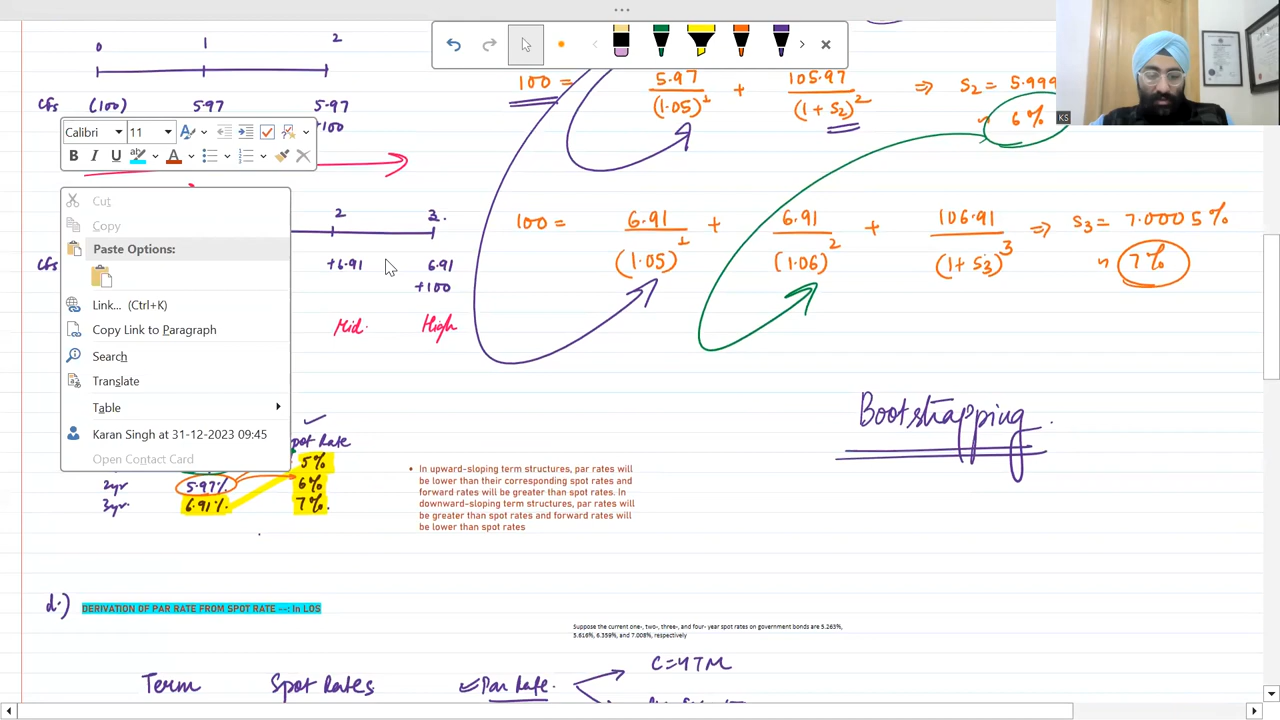 0 1 2
Cfs (100) 5.97 5.97
+100
Calibri 11
B I U A
100 = 5.97 + 105.97 ⇒ S2 = 5.999
(1.05)^1 (1 + S2)^2 ~ 6%
KS
Cut
Copy
Paste Options:
Link... (Ctrl+K)
Copy Link to Paragraph
Search
Translate
Table
Karan Singh at 31-12-2023 09:45
Open Contact Card
2 3.
Cfs +6.91 6.91
+100
Mid. High
100 = 6.91 + 6.91 + 106.91 ⇒ S3 = 7.0005%
(1.05)^1 (1.06)^2 (1+S3)^3 ~ 7%
Bootstrapping.
pot Rate
5%
2yr 5.97% 6%
3yr 6.91% 7%.
• In upward-sloping term structures, par rates will
be lower than their corresponding spot rates and
forward rates will be greater than spot rates. In
downward-sloping term structures, par rates will
be greater than spot rates and forward rates will
be lower than spot rates
d.) DERIVATION OF PAR RATE FROM SPOT RATE --: In LOS
Suppose the current one-, two-, three-, and four- year spot rates on government bonds are 5.263%,
5.616%, 6.359%, and 7.008%, respectively
C=YTM
Term Spot Rates Par Rate.